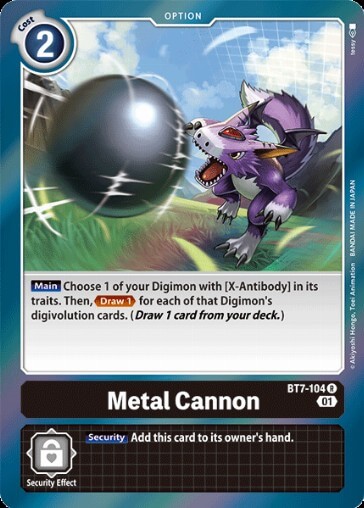 OPTION
Cost
2
tessy
BANDAI MADE IN JAPAN
© Akiyoshi Hongo, Toei Animation
Main Choose 1 of your Digimon with [X-Antibody] in its
traits. Then, Draw 1 for each of that Digimon's
digivolution cards. (Draw 1 card from your deck.)
BT7-104 R
Metal Cannon
01
Security Add this card to its owner's hand.
Security Effect